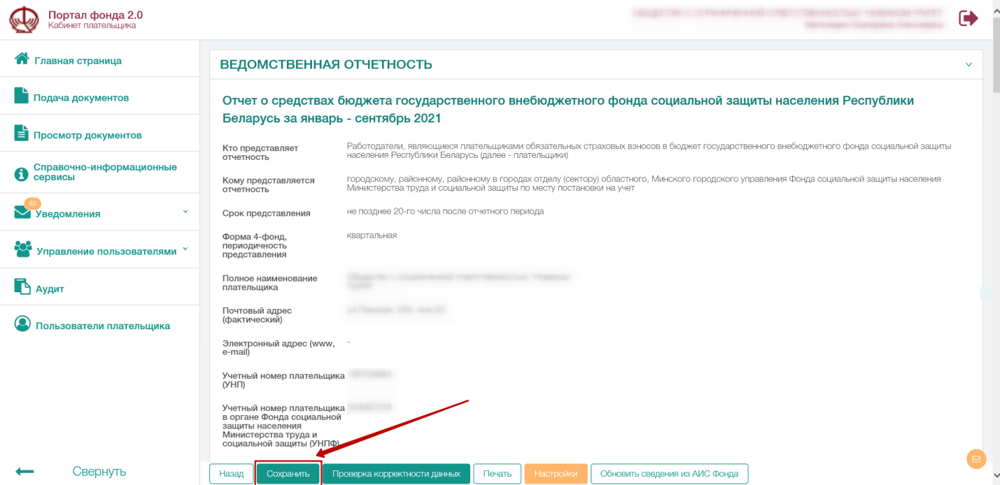 Портал фонда 2.0
Кабинет плательщика
Главная страница
Подача документов
Просмотр документов
Справочно-информационные
сервисы
63
Уведомления
Управление пользователями
Аудит
Пользователи плательщика
Свернуть
ВЕДОМСТВЕННАЯ ОТЧЕТНОСТЬ
Отчет о средствах бюджета государственного внебюджетного фонда социальной защиты населения Республики
Беларусь за январь - сентябрь 2021
Кто представляет
отчетность
Работодатели, являющиеся плательщиками обязательных страховых взносов в бюджет государственного внебюджетного фонда социальной защиты
населения Республики Беларусь (далее - плательщики)
Кому представляется
отчетность
городскому, районному, районному в городах отделу (сектору) областного, Минского городского управления Фонда социальной защиты населения
Министерства труда и социальной защиты по месту постановки на учет
Срок представления
не позднее 20-го числа после отчетного периода
Форма 4-фонд,
периодичность
представления
квартальная
Полное наименование
плательщика
Почтовый адрес
(фактический)
Электронный адрес (www,
e-mail)
-
Учетный номер плательщика
(УНП)
Учетный номер плательщика
в органе Фонда социальной
защиты населения
Министерства труда и
социальной защиты (УНПФ)
Назад
Сохранить
Проверка корректности данных
Печать
Настройки
Обновить сведения из АИС Фонда